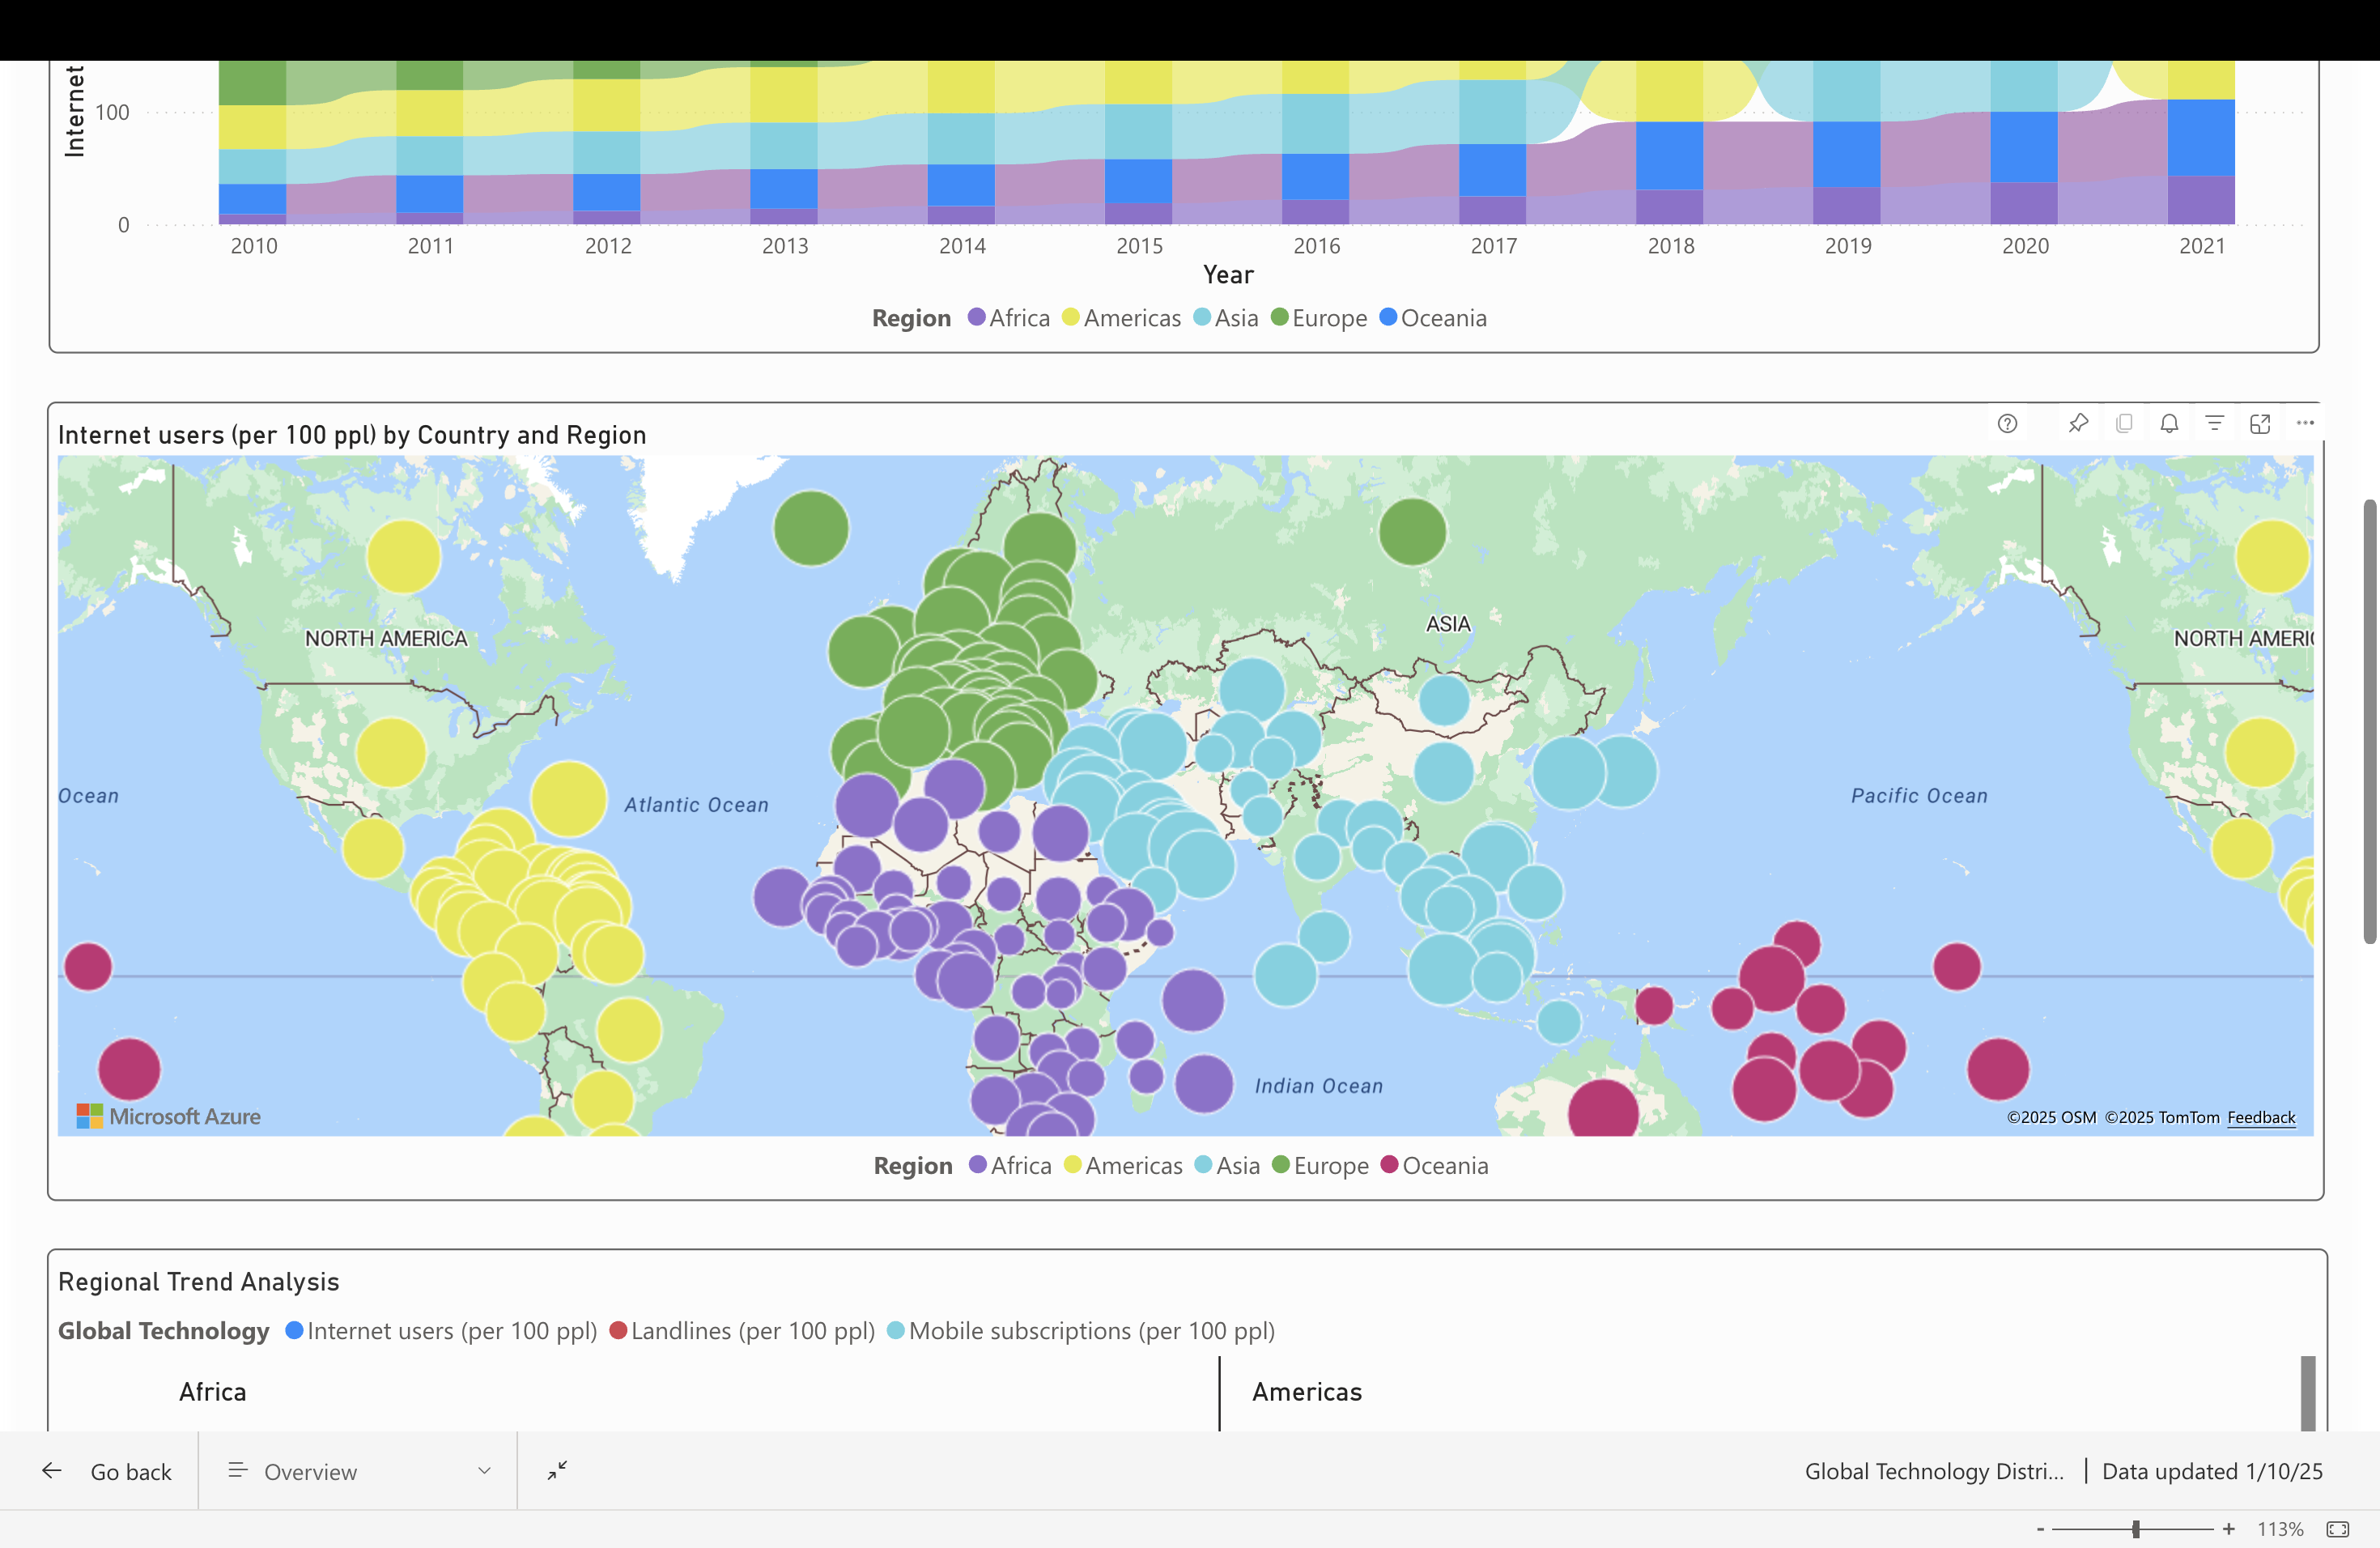 Internet
100
0
2010 2011 2012 2013 2014 2015 2016 2017 2018 2019 2020 2021
Year
Region Africa Americas Asia Europe Oceania
Internet users (per 100 ppl) by Country and Region
NORTH AMERICA
ASIA
NORTH AMERIC
Ocean
Atlantic Ocean
Pacific Ocean
Indian Ocean
Microsoft Azure
©2025 OSM ©2025 TomTom Feedback
Region Africa Americas Asia Europe Oceania
Regional Trend Analysis
Global Technology Internet users (per 100 ppl) Landlines (per 100 ppl) Mobile subscriptions (per 100 ppl)
Africa Americas
Go back Overview Global Technology Distri... | Data updated 1/10/25
- + 113%